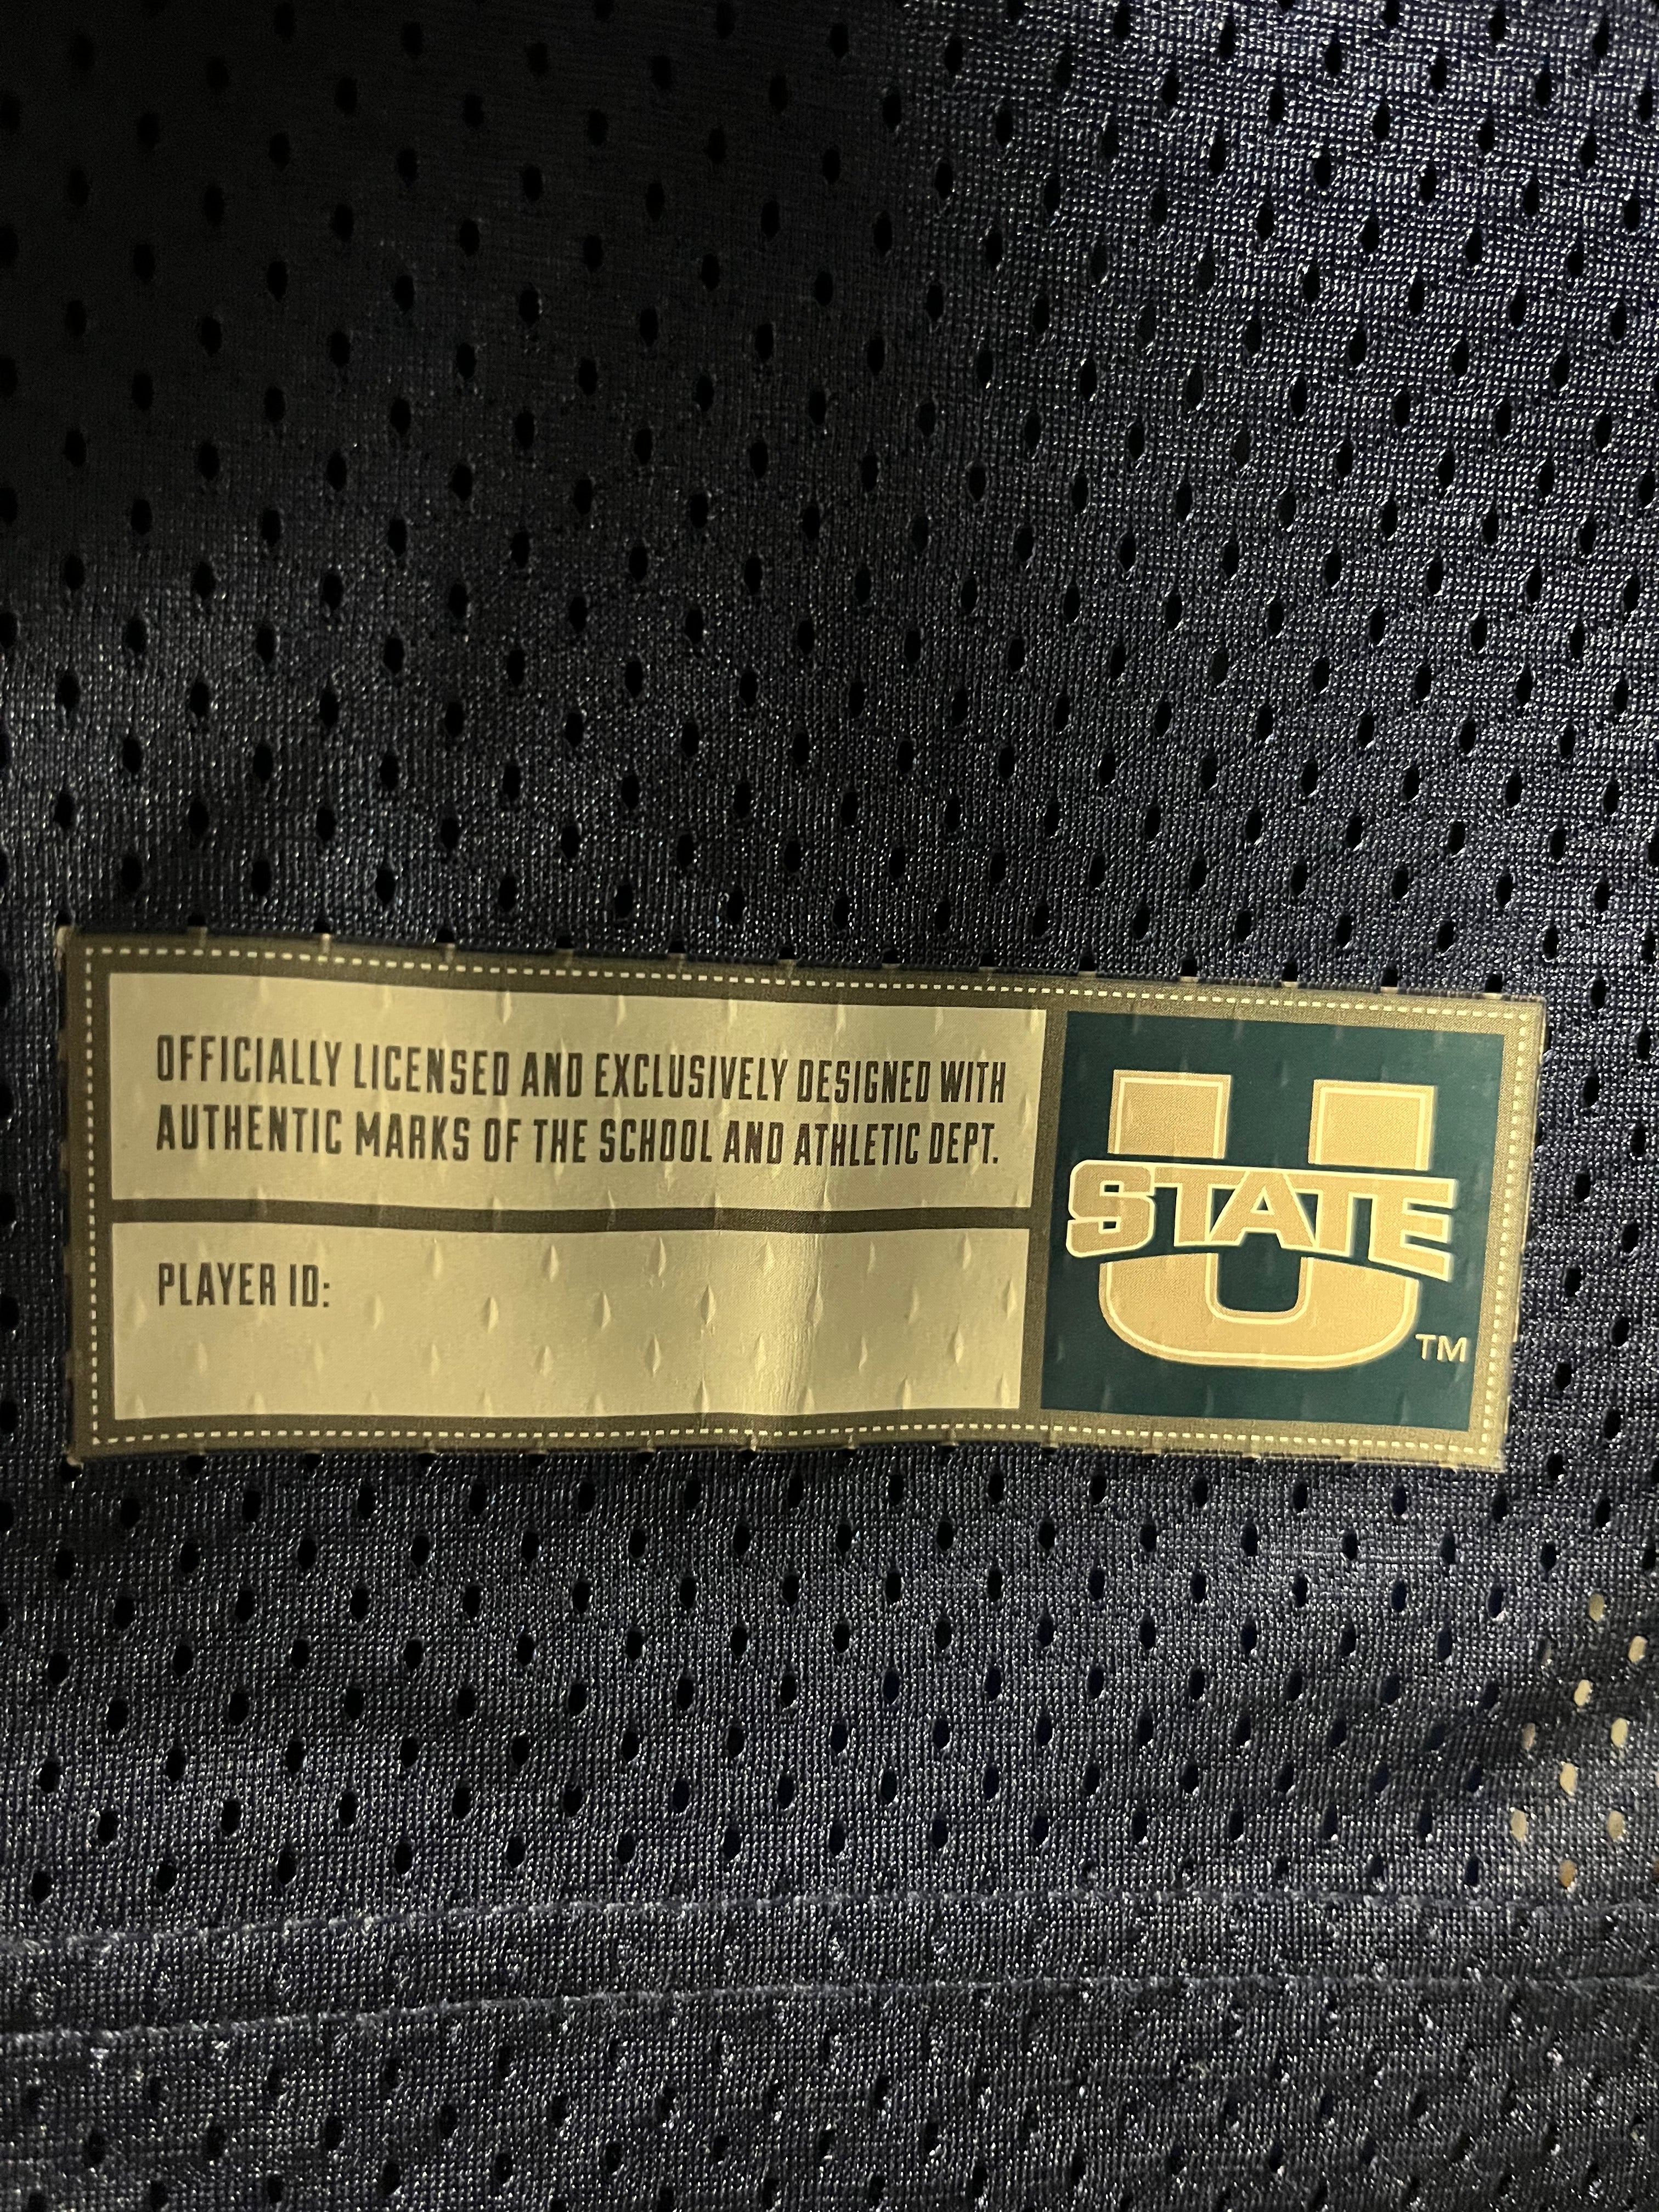 OFFICIALLY LICENSED AND EXCLUSIVELY DESIGNED WITH
AUTHENTIC MARKS OF THE SCHOOL AND ATHLETIC DEPT.
PLAYER ID:
U
STATE
TM